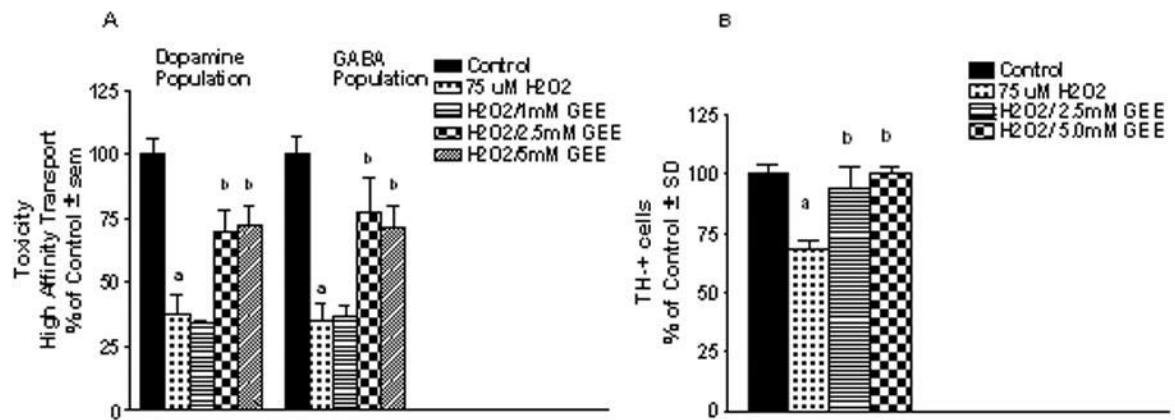 A
Dopamine
Population
GABA
Population
Control
75 uM H2O2
H2O2/1mM GEE
H2O2/2.5mM GEE
H2O2/5mM GEE
Toxicity
High Affinity Transport
% of Control ± sem
125
100
75
50
25
0
a
b
b
a
b
b
B
Control
75 uM H2O2
H2O2/ 2.5mM GEE
H2O2/ 5.0mM GEE
TH-+ cells
% of Control ± SD
125
100
75
50
25
0
a
b
b